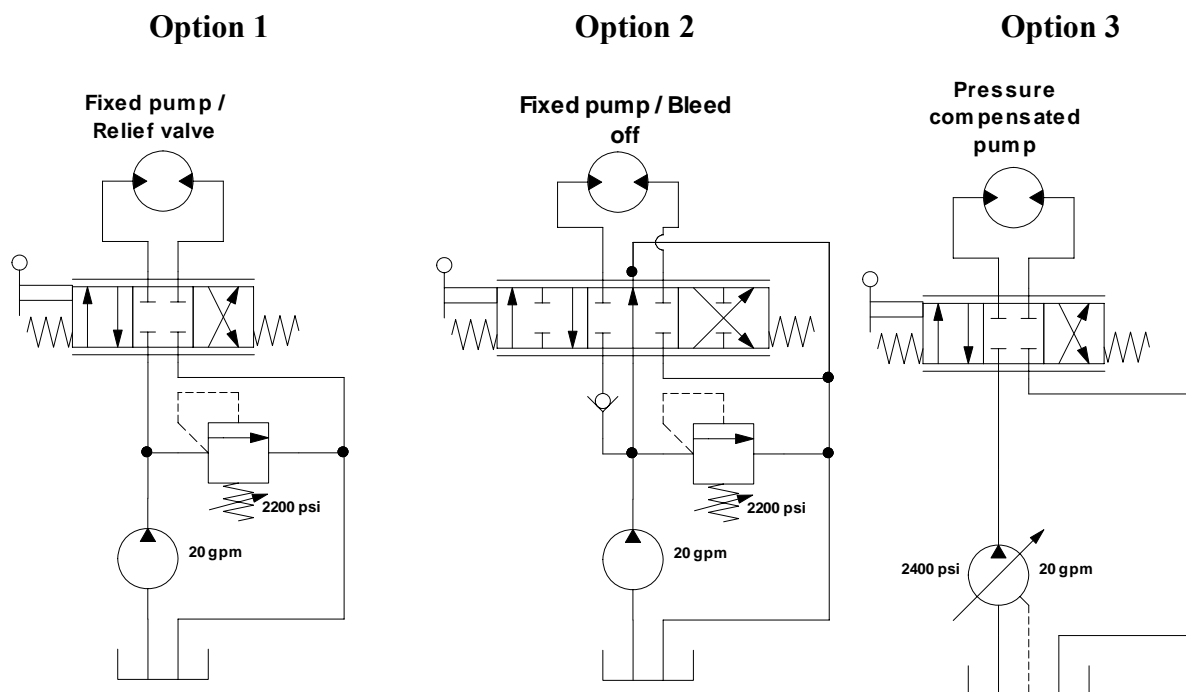 Option 1
Option 2
Option 3
Fixed pump /
Relief valve
Fixed pump / Bleed
off
Pressure
compensated
pump
2200 psi
20 gpm
2200 psi
20 gpm
2400 psi
20 gpm